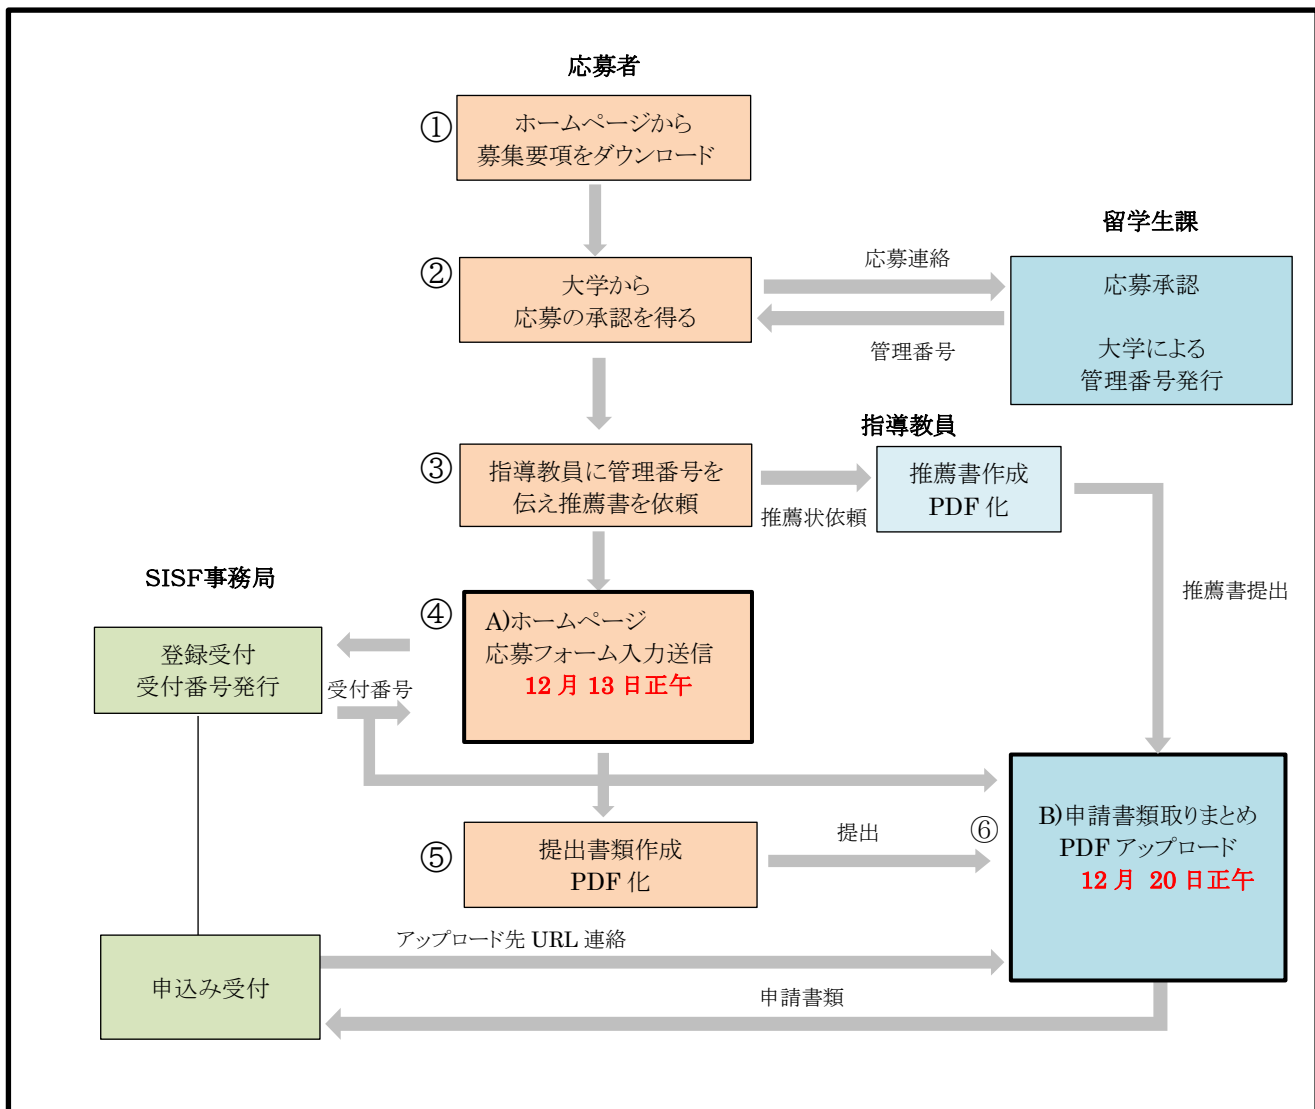 応募者
①
ホームページから
募集要項をダウンロード
留学生課
②
大学から
応募の承認を得る
応募連絡
管理番号
応募承認
大学による
管理番号発行
指導教員
③
指導教員に管理番号を
伝え推薦書を依頼
推薦状依頼
推薦書作成
PDF 化
推薦書提出
SISF事務局
④
A)ホームページ
応募フォーム入力送信
12 月 13 日正午
登録受付
受付番号発行
受付番号
⑤
提出書類作成
PDF 化
提出
⑥
B)申請書類取りまとめ
PDF アップロード
12 月 20 日正午
アップロード先 URL 連絡
申込み受付
申請書類